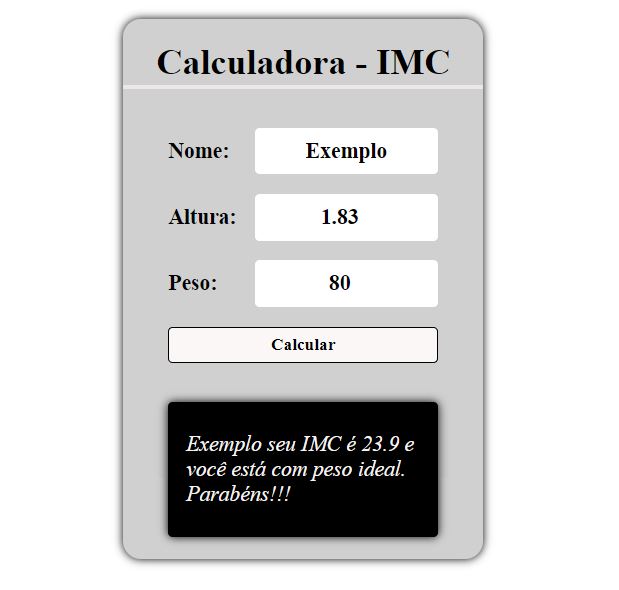 Calculadora - IMC
Nome: Exemplo
Altura: 1.83
Peso: 80
Calcular
Exemplo seu IMC é 23.9 e
você está com peso ideal.
Parabéns!!!